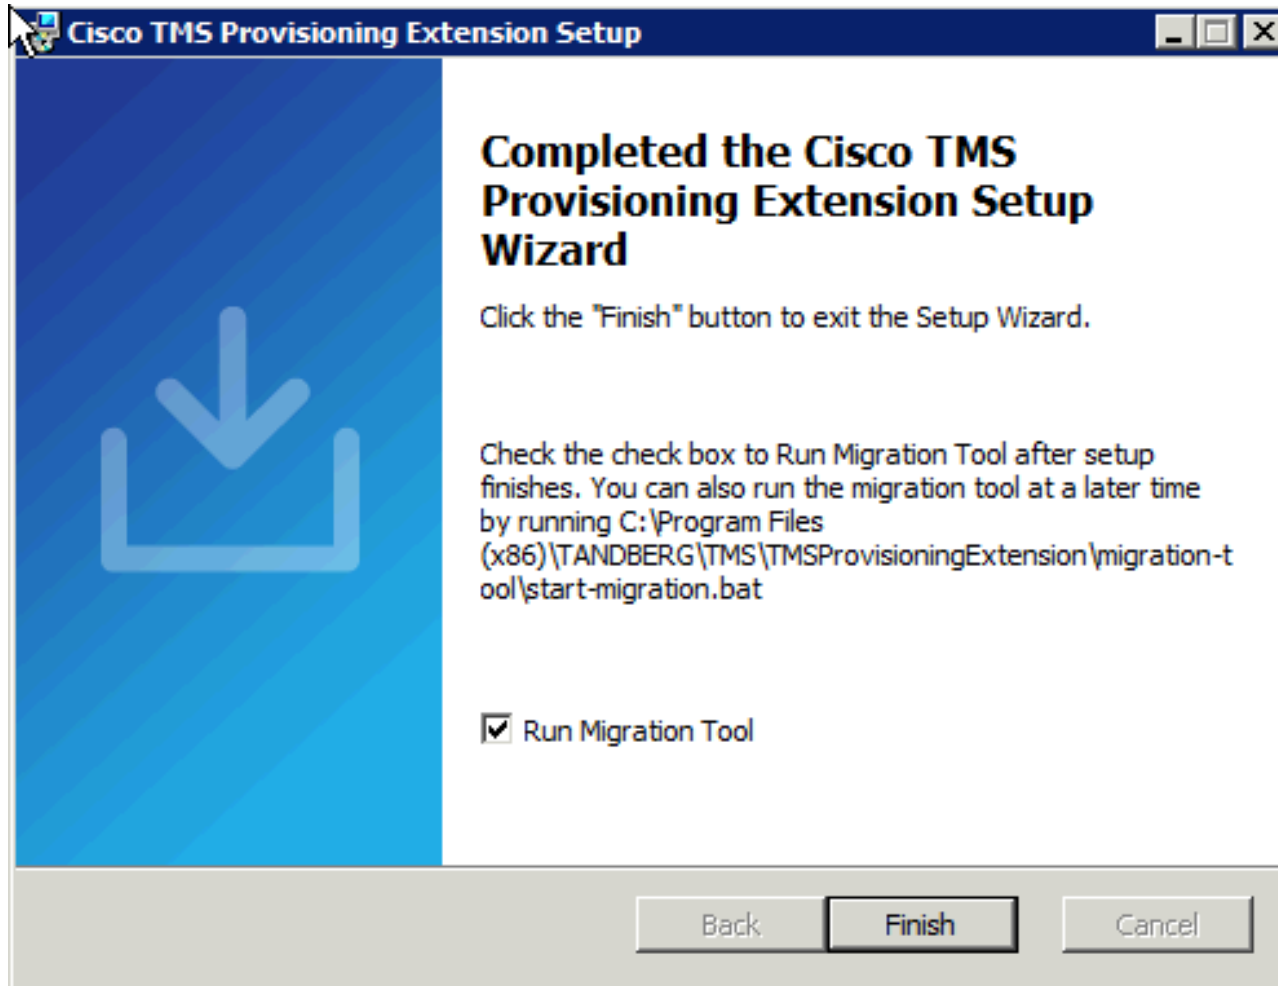 Cisco TMS Provisioning Extension Setup
Completed the Cisco TMS
Provisioning Extension Setup
Wizard
Click the "Finish" button to exit the Setup Wizard.
Check the check box to Run Migration Tool after setup
finishes. You can also run the migration tool at a later time
by running C:\Program Files
(x86)\TANDBERG\TMS\TMSProvisioningExtension\migration-t
ool\start-migration.bat
Run Migration Tool
Back Finish Cancel